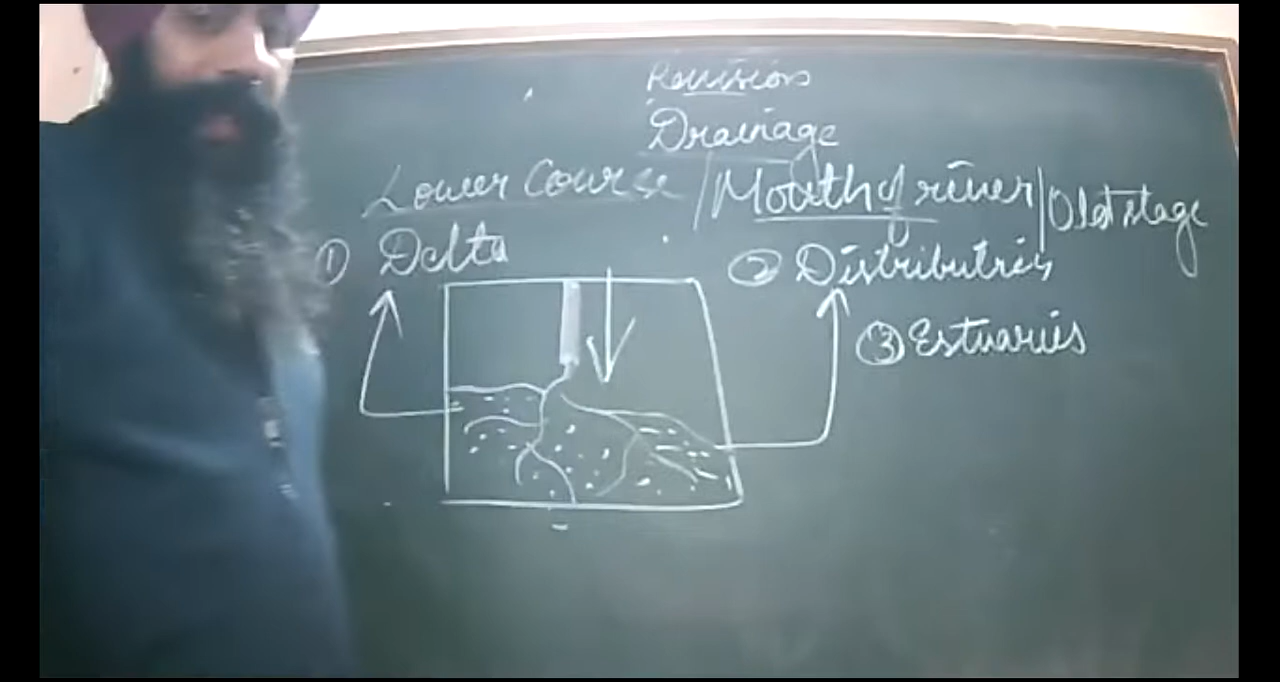 Revision
Drainage
Lower Course / Mouth of river / Old stage
① Delta
② Distributries
③ Estuaries